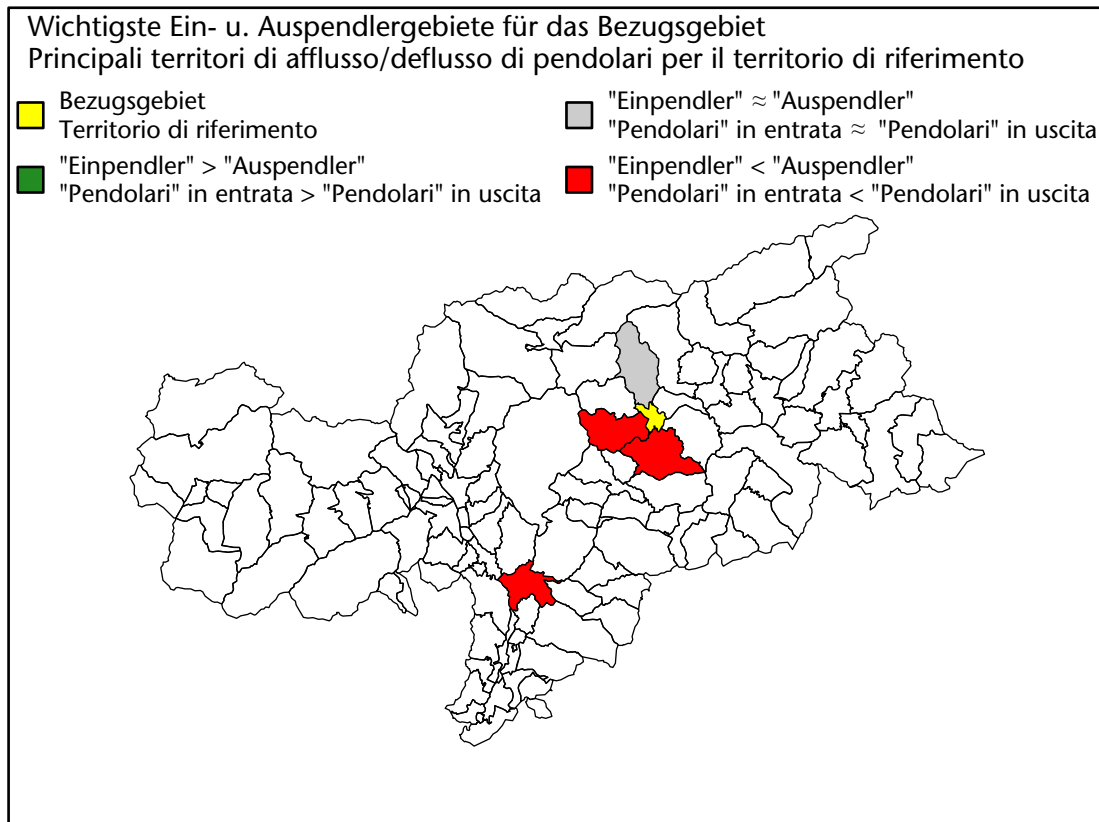 Wichtigste Ein- u. Auspendlergebiete für das Bezugsgebiet
Principali territori di afflusso/deflusso di pendolari per il territorio di riferimento
Bezugsgebiet
Territorio di riferimento
"Einpendler" > "Auspendler"
"Pendolari" in entrata > "Pendolari" in uscita
"Einpendler" ≈ "Auspendler"
"Pendolari" in entrata ≈ "Pendolari" in uscita
"Einpendler" < "Auspendler"
"Pendolari" in entrata < "Pendolari" in uscita